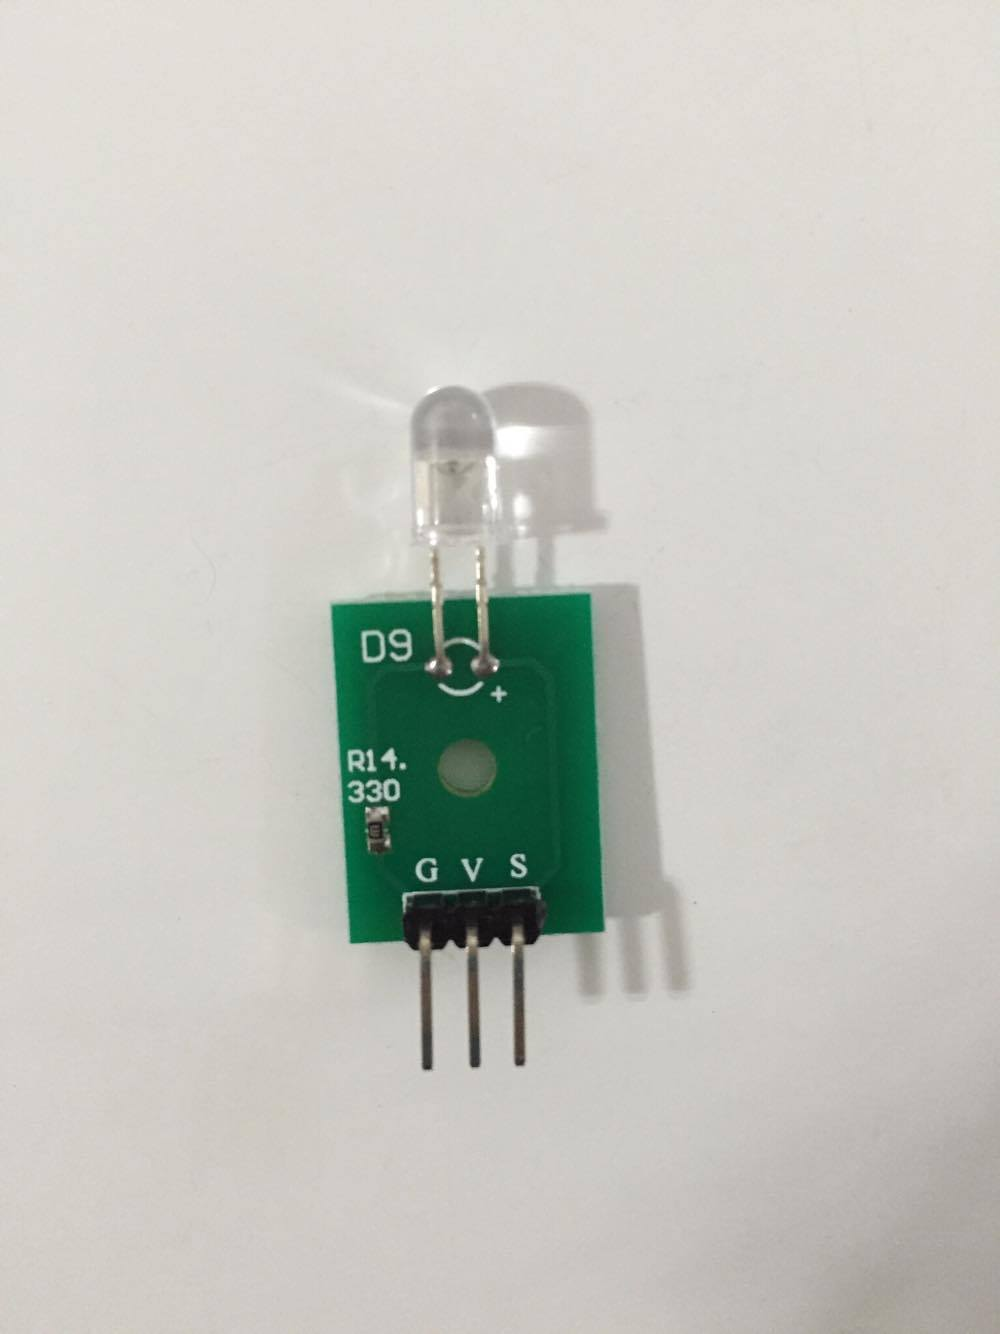 D9
+
R14.
330
G V S